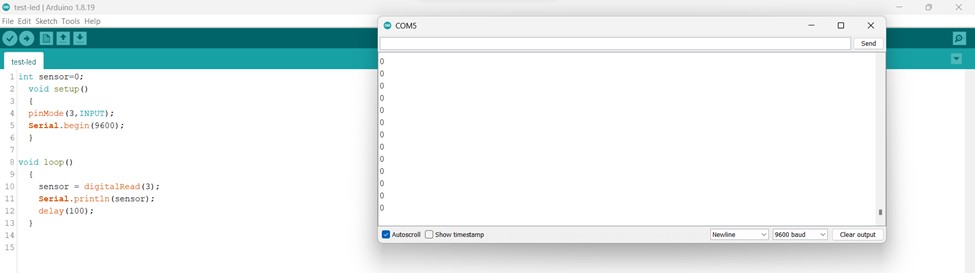 test-led | Arduino 1.8.19
File Edit Sketch Tools Help
test-led
1 int sensor=0;
2 void setup()
3 {
4 pinMode(3,INPUT);
5 Serial.begin(9600);
6 }
7
8 void loop()
9 {
10 sensor = digitalRead(3);
11 Serial.println(sensor);
12 delay(100);
13 }
14
15
COM5
Send
0
0
0
0
0
0
0
0
0
0
0
0
0
Autoscroll Show timestamp Newline 9600 baud Clear output